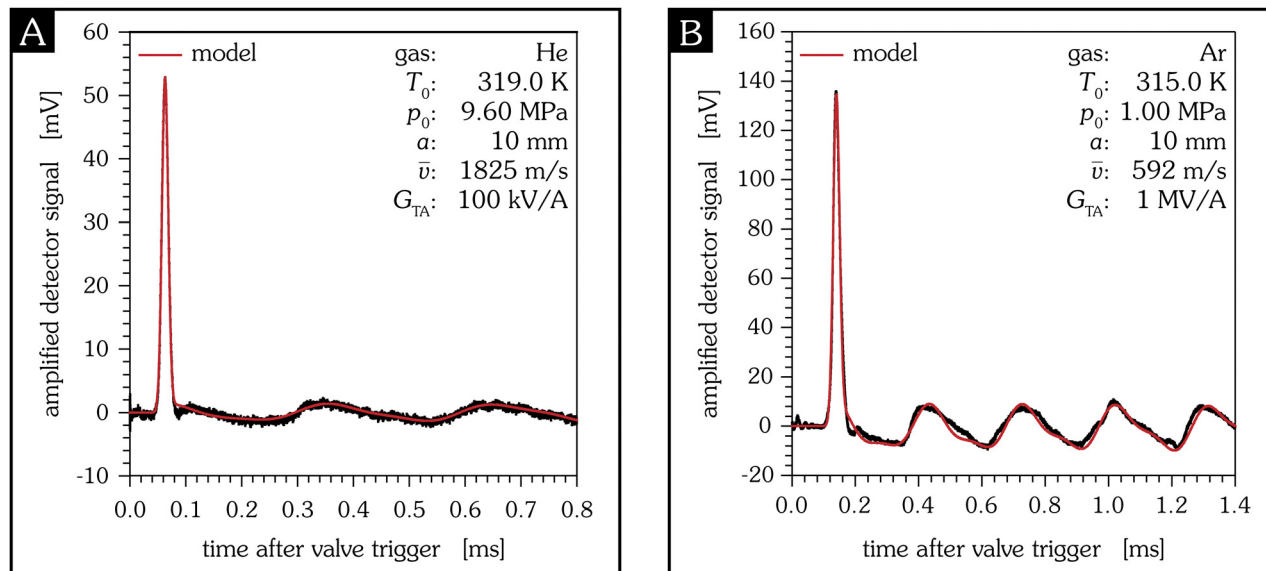 A
model
gas: He
T₀: 319.0 K
p₀: 9.60 MPa
a: 10 mm
v̄: 1825 m/s
G_TA: 100 kV/A
amplified detector signal [mV]
60
50
40
30
20
10
0
-10
0.0 0.1 0.2 0.3 0.4 0.5 0.6 0.7 0.8
time after valve trigger [ms]
B
model
gas: Ar
T₀: 315.0 K
p₀: 1.00 MPa
a: 10 mm
v̄: 592 m/s
G_TA: 1 MV/A
amplified detector signal [mV]
160
140
120
100
80
60
40
20
0
-20
0.0 0.2 0.4 0.6 0.8 1.0 1.2 1.4
time after valve trigger [ms]